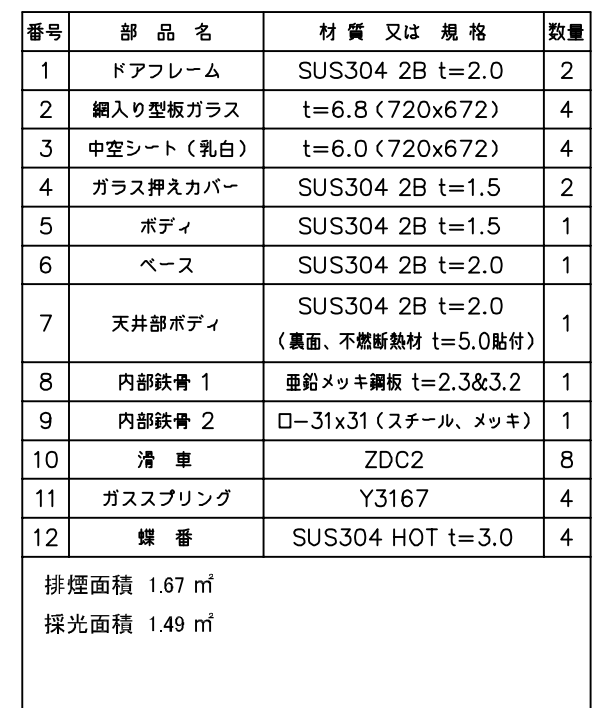 番号 部 品 名 材 質 又は 規 格 数量
1 ドアフレーム SUS304 2B t=2.0 2
2 網入り型板ガラス t=6.8(720x672) 4
3 中空シート(乳白) t=6.0(720x672) 4
4 ガラス押えカバー SUS304 2B t=1.5 2
5 ボディ SUS304 2B t=1.5 1
6 ベース SUS304 2B t=2.0 1
7 天井部ボディ SUS304 2B t=2.0 1
(裏面、不燃断熱材 t=5.0貼付)
8 内部鉄骨 1 亜鉛メッキ鋼板 t=2.3&3.2 1
9 内部鉄骨 2 ロ-31x31(スチール、メッキ) 1
10 滑 車 ZDC2 8
11 ガススプリング Y3167 4
12 蝶 番 SUS304 HOT t=3.0 4
排煙面積 1.67 ㎡
採光面積 1.49 ㎡